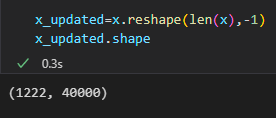 x_updated=x.reshape(len(x),-1)
x_updated.shape
✓ 0.3s
(1222, 40000)